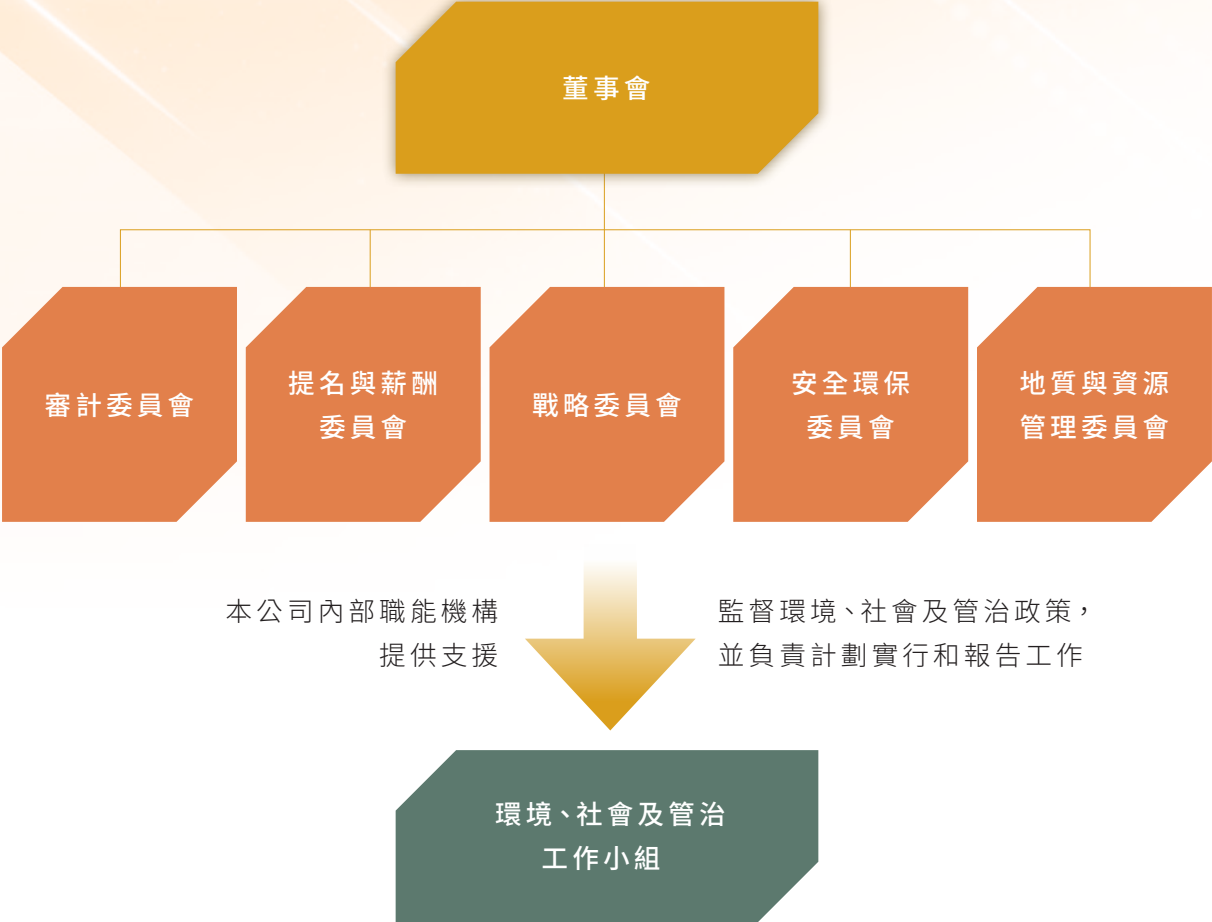 董事會
審計委員會
提名與薪酬
委員會
戰略委員會
安全環保
委員會
地質與資源
管理委員會
本公司內部職能機構
提供支援
監督環境、社會及管治政策，
並負責計劃實行和報告工作
環境、社會及管治
工作小組